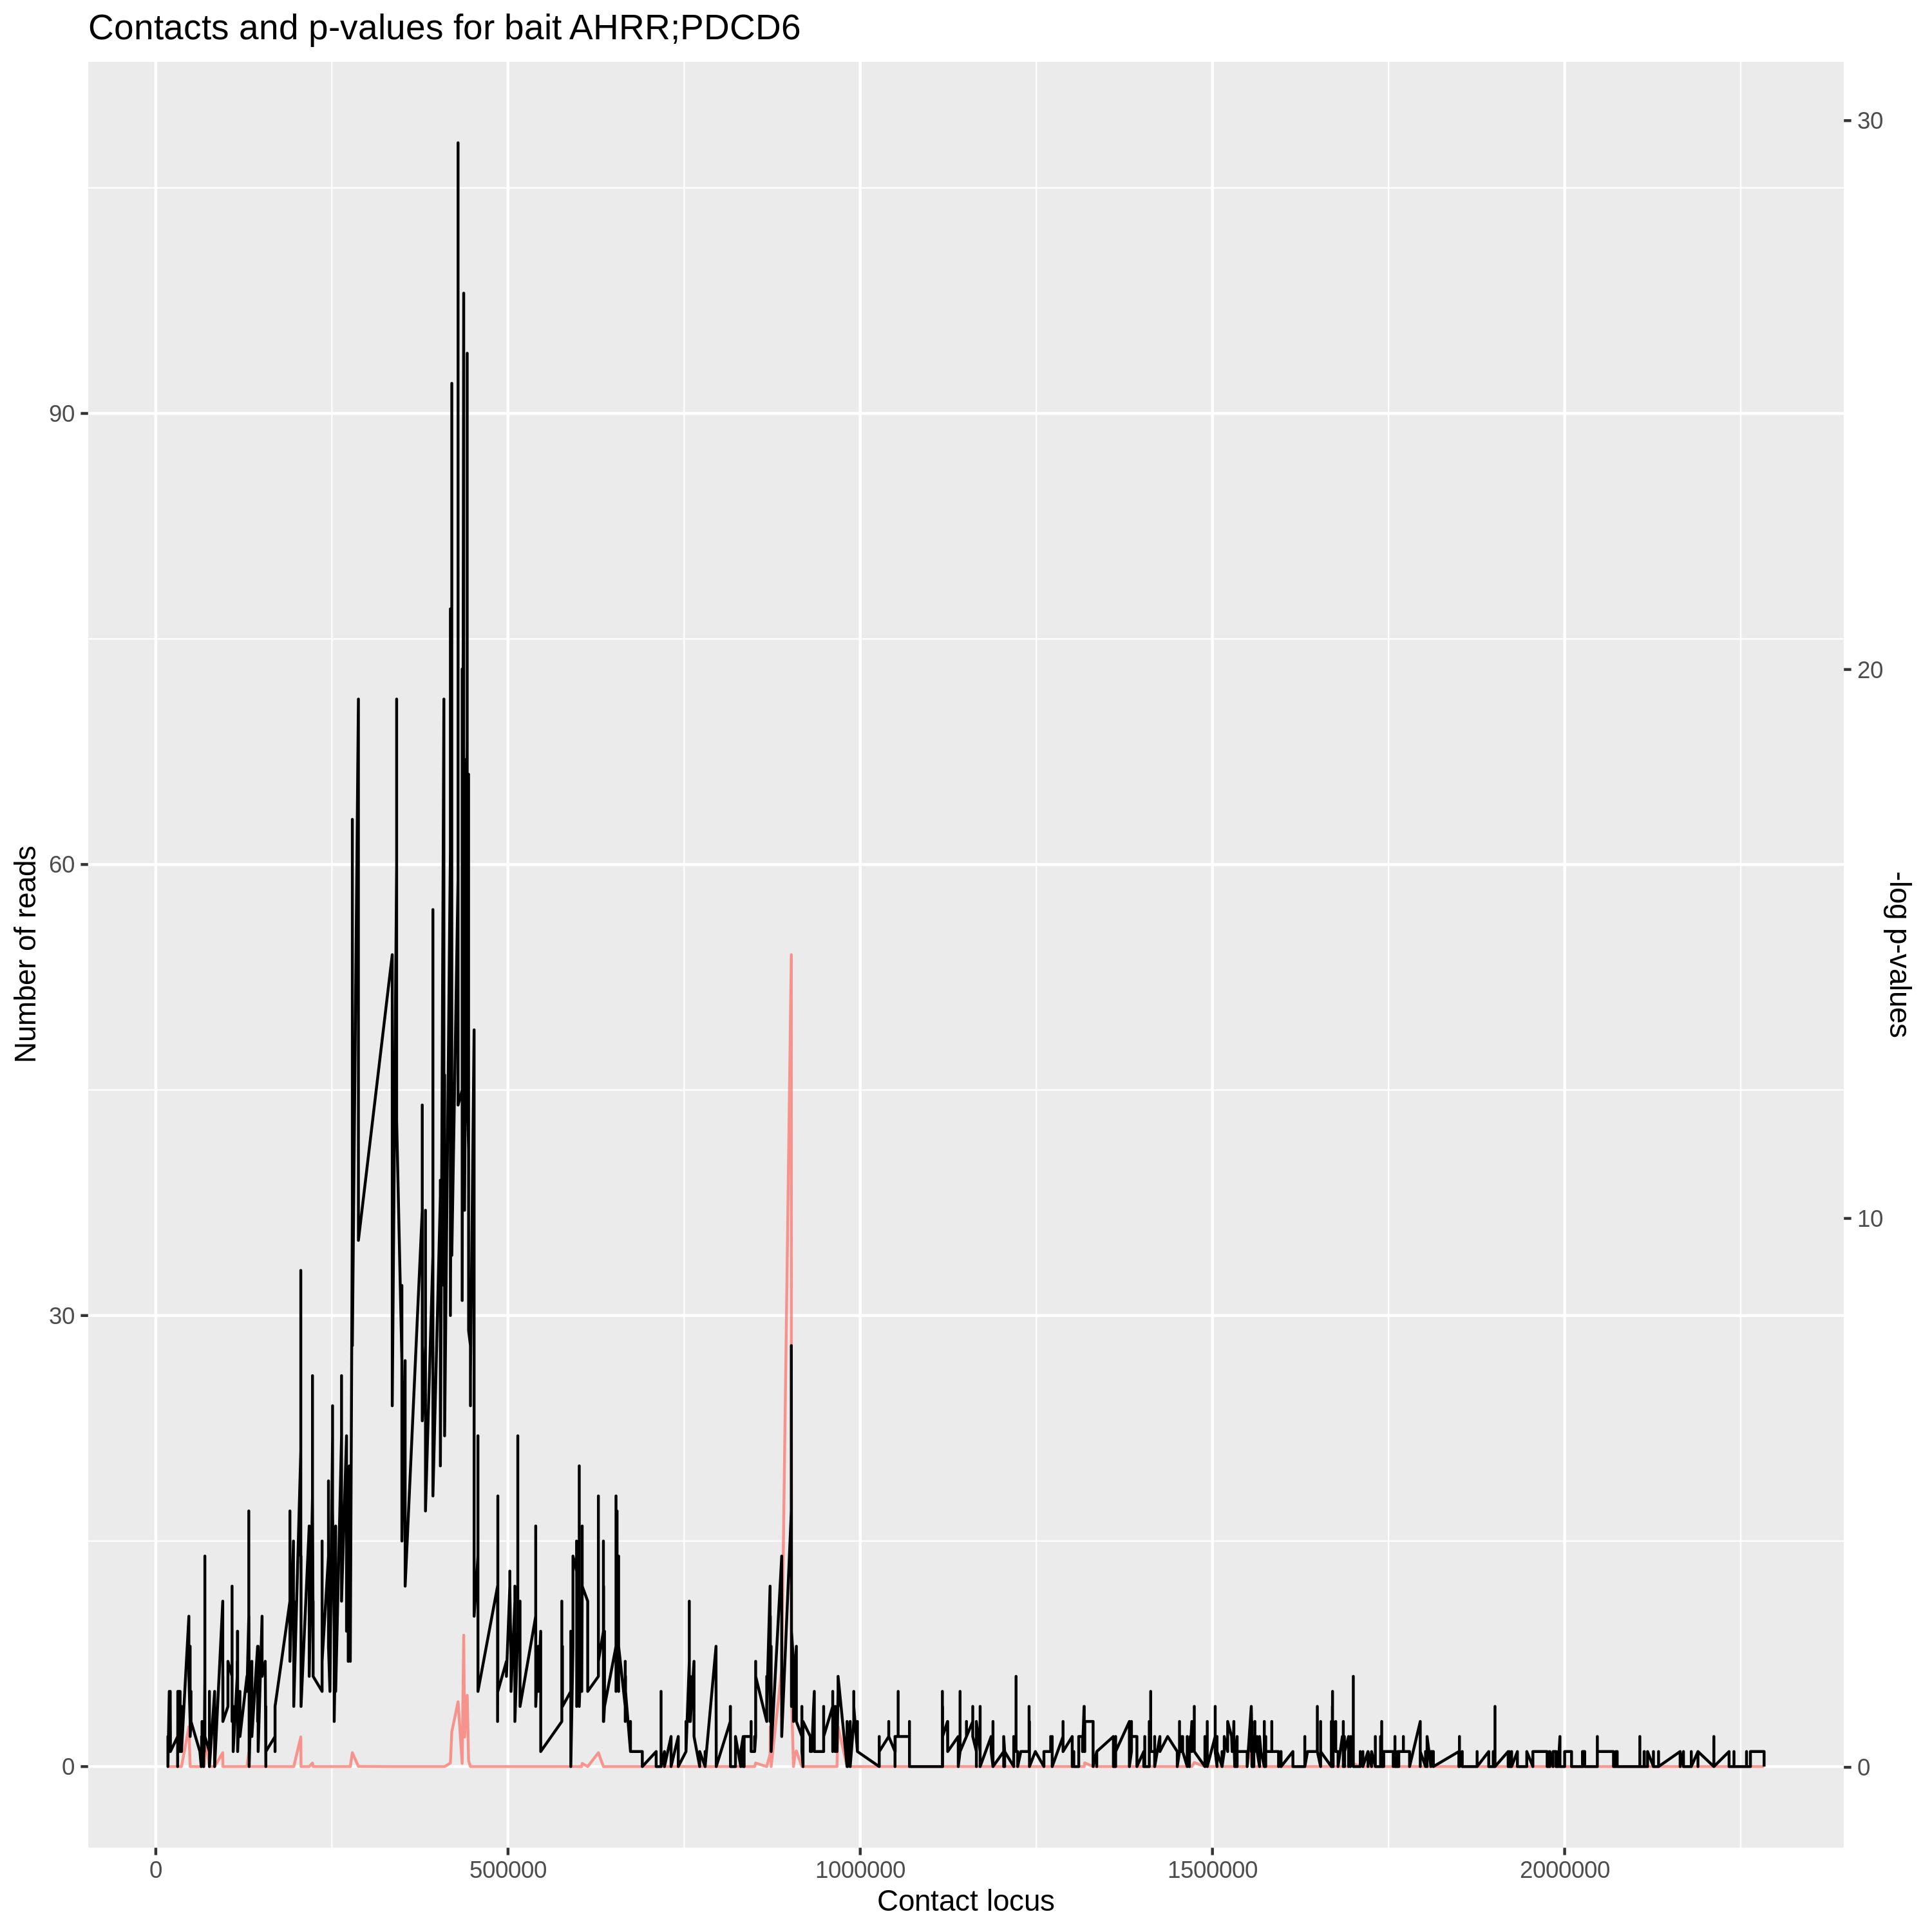 Contacts and p-values for bait AHRR;PDCD6
Number of reads
90
60
30
0
30
20
10
0
-log p-values
0 500000 1000000 1500000 2000000
Contact locus